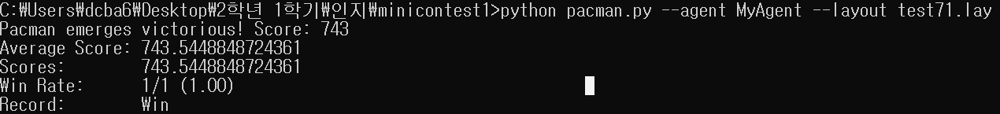 C:₩Users₩dcba6₩Desktop₩2학년 1학기₩인지₩minicontest1>python pacman.py --agent MyAgent --layout test71.lay
Pacman emerges victorious! Score: 743
Average Score: 743.5448848724361
Scores:        743.5448848724361
Win Rate:      1/1 (1.00)
Record:        Win